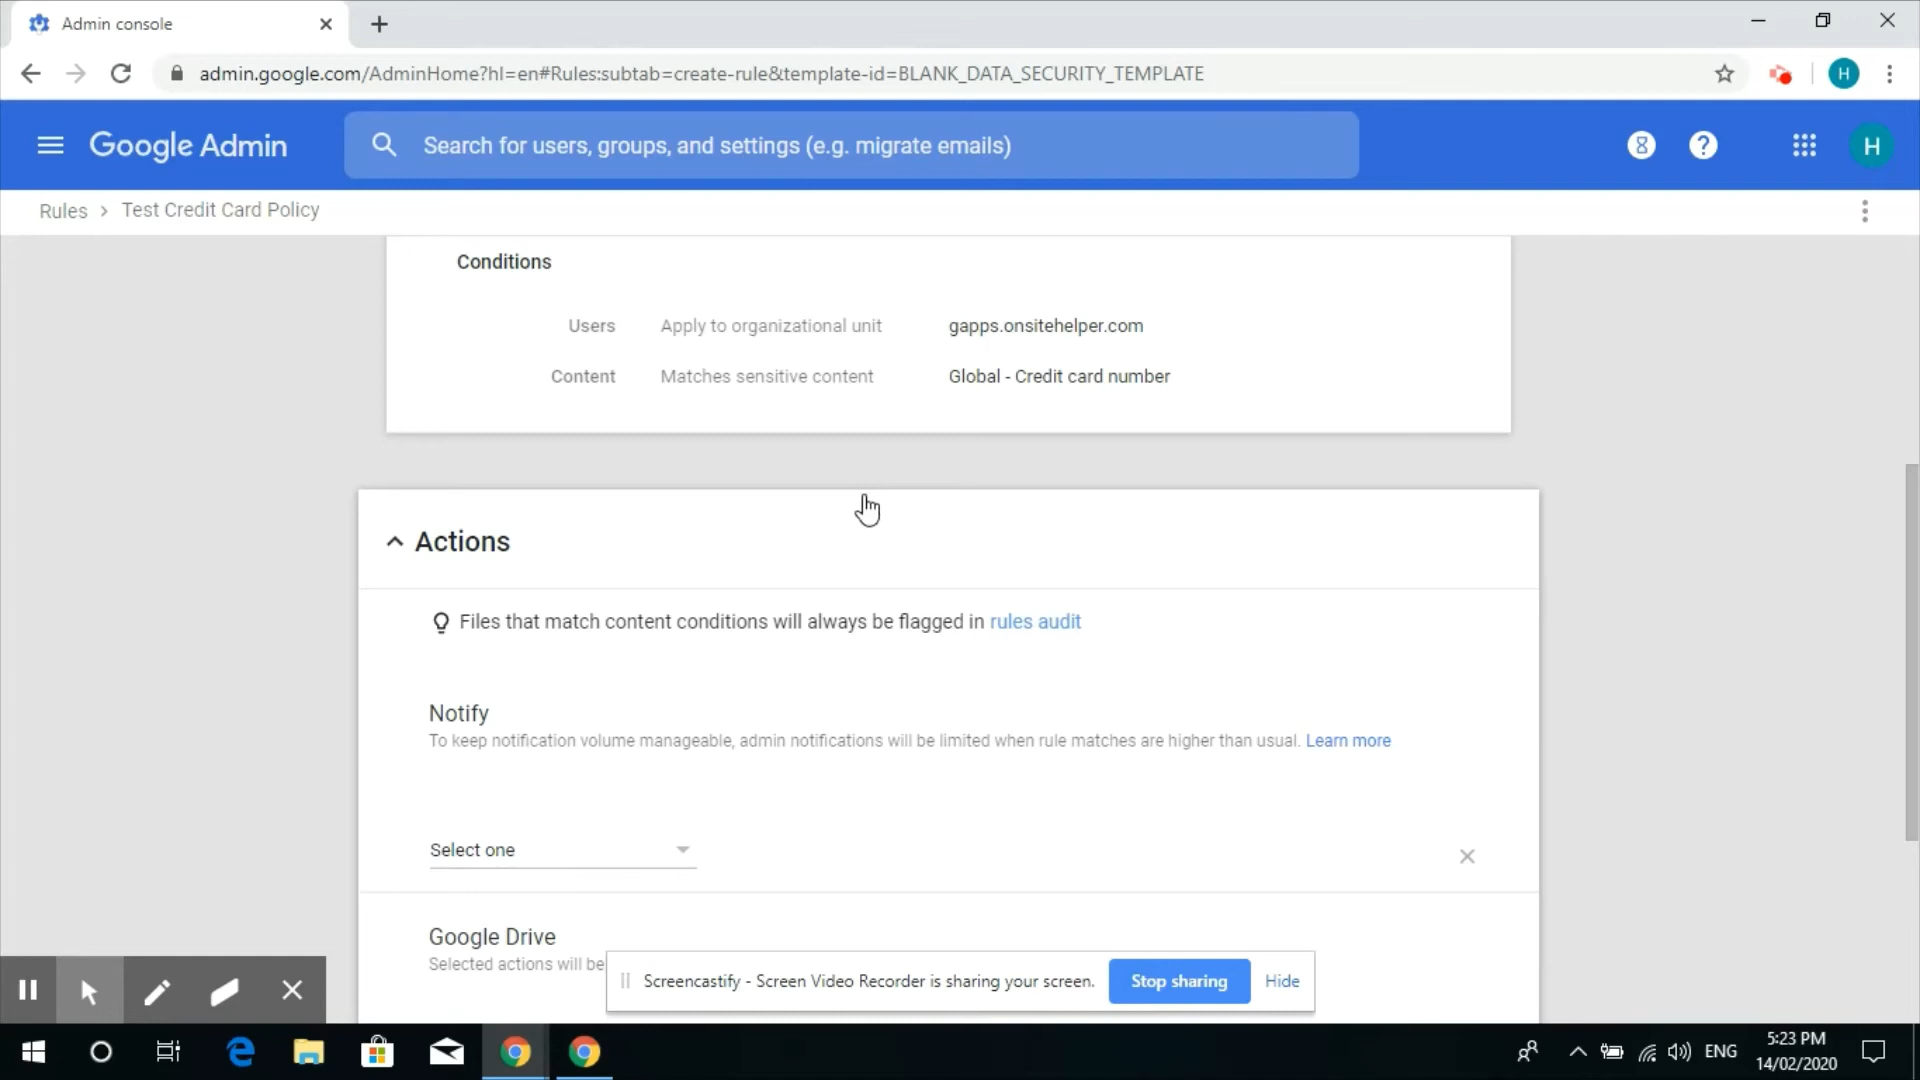 Admin console
admin.google.com/AdminHome?hl=en#Rules:subtab=create-rule&template-id=BLANK_DATA_SECURITY_TEMPLATE
H
Google Admin
Search for users, groups, and settings (e.g. migrate emails)
8
?
H
Rules > Test Credit Card Policy
Conditions
Users Apply to organizational unit gapps.onsitehelper.com
Content Matches sensitive content Global - Credit card number
Actions
Files that match content conditions will always be flagged in rules audit
Notify
To keep notification volume manageable, admin notifications will be limited when rule matches are higher than usual. Learn more
Select one
Google Drive
Selected actions will be
Screencastify - Screen Video Recorder is sharing your screen. Stop sharing Hide
ENG
5:23 PM
14/02/2020